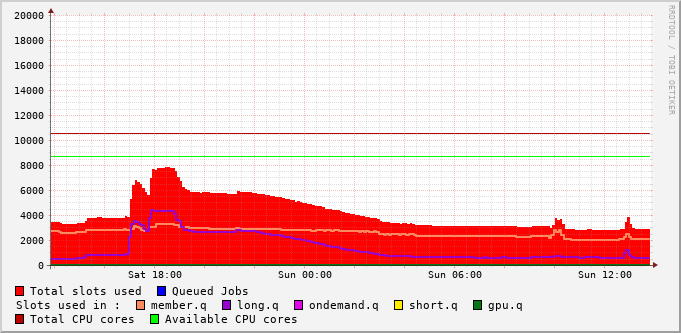 20000
18000
16000
14000
12000
10000
8000
6000
4000
2000
0
Sat 18:00 Sun 00:00 Sun 06:00 Sun 12:00
Total slots used Queued Jobs
Slots used in : member.q long.q ondemand.q short.q gpu.q
Total CPU cores Available CPU cores
RRDTOOL / TOBI OETIKER